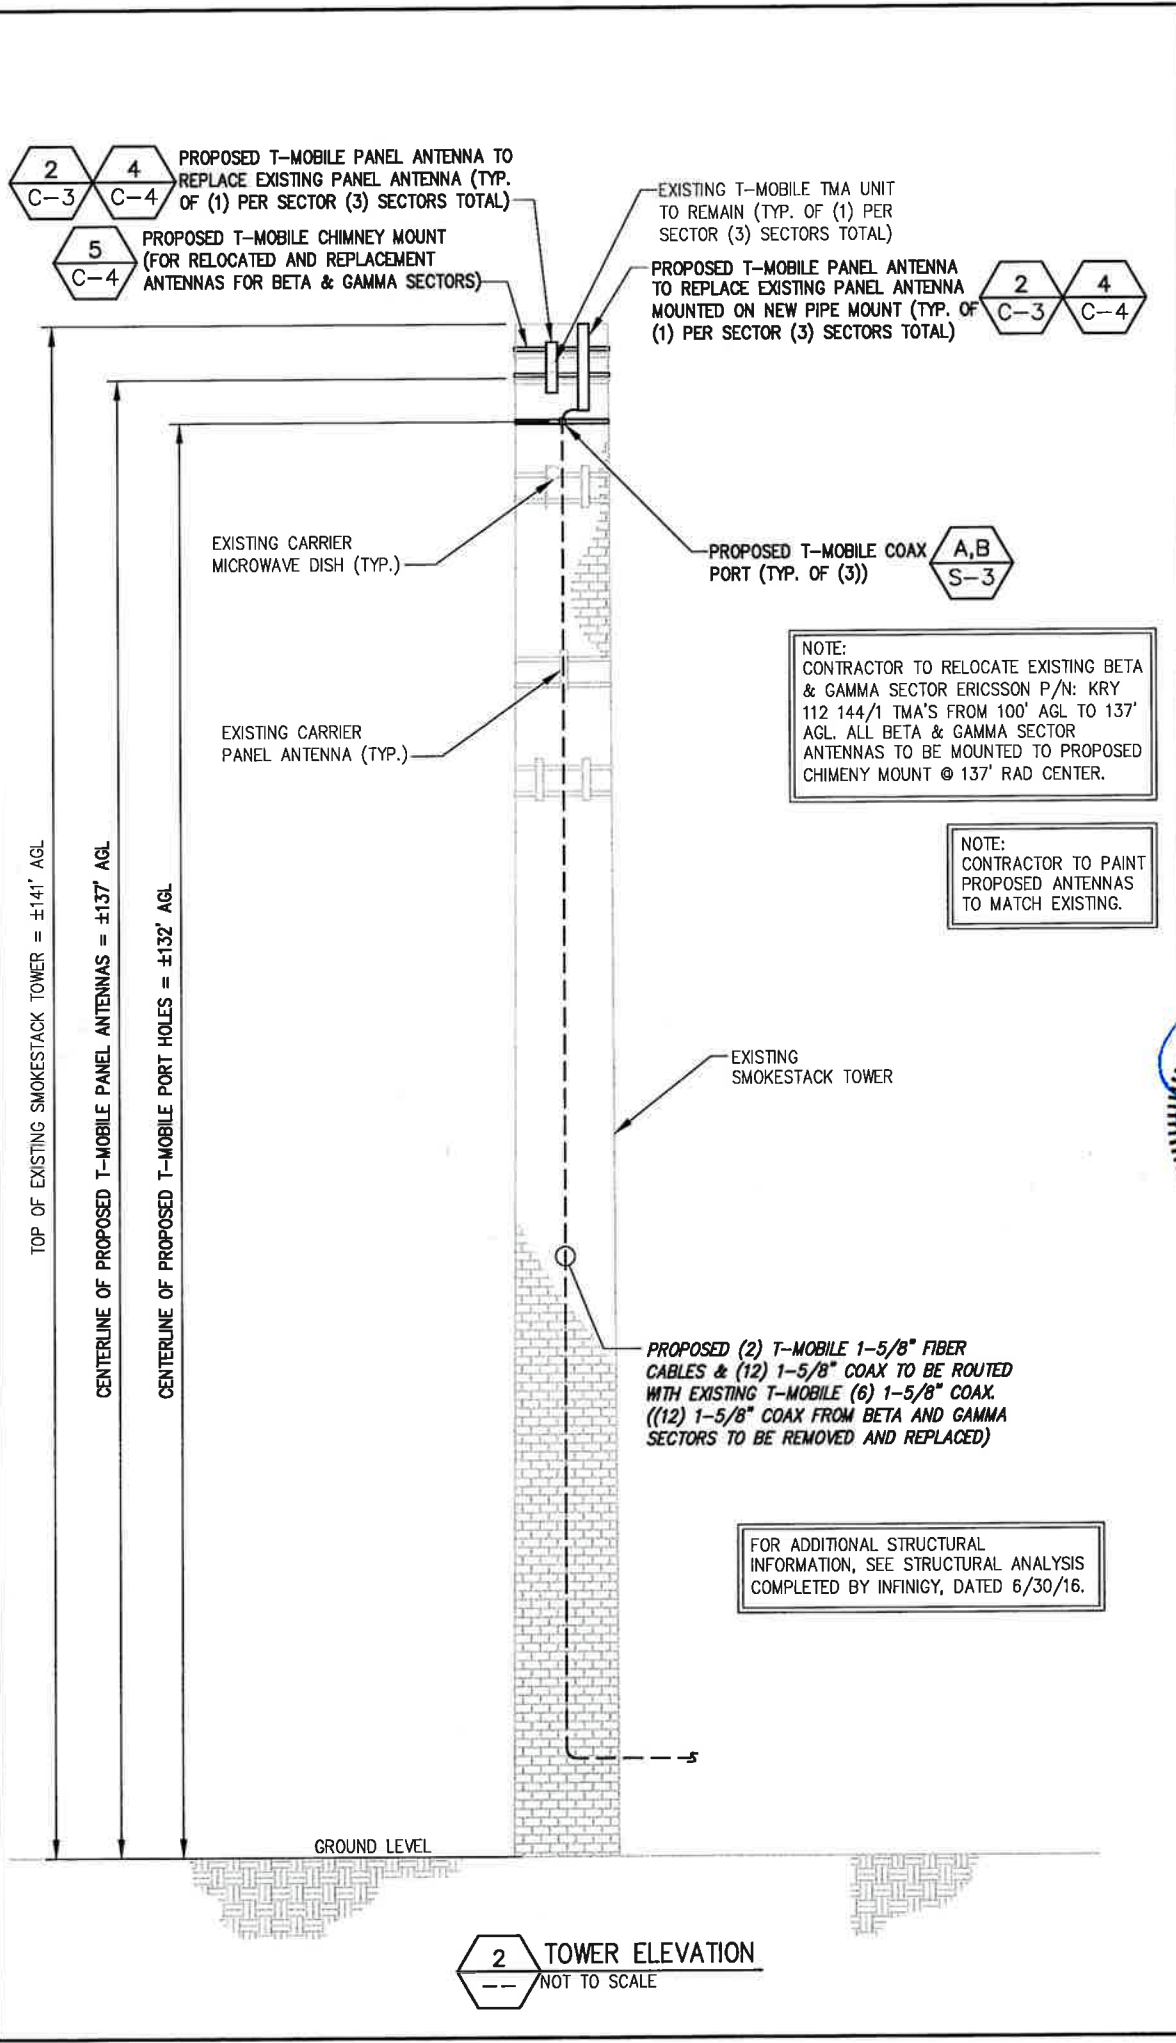 2
C-3
4
C-4
PROPOSED T-MOBILE PANEL ANTENNA TO
REPLACE EXISTING PANEL ANTENNA (TYP.
OF (1) PER SECTOR (3) SECTORS TOTAL)
5
C-4
PROPOSED T-MOBILE CHIMNEY MOUNT
(FOR RELOCATED AND REPLACEMENT
ANTENNAS FOR BETA & GAMMA SECTORS)
EXISTING T-MOBILE TMA UNIT
TO REMAIN (TYP. OF (1) PER
SECTOR (3) SECTORS TOTAL)
PROPOSED T-MOBILE PANEL ANTENNA
TO REPLACE EXISTING PANEL ANTENNA
MOUNTED ON NEW PIPE MOUNT (TYP. OF
(1) PER SECTOR (3) SECTORS TOTAL)
2
C-3
4
C-4
EXISTING CARRIER
MICROWAVE DISH (TYP.)
PROPOSED T-MOBILE COAX
PORT (TYP. OF (3))
A,B
S-3
NOTE:
CONTRACTOR TO RELOCATE EXISTING BETA
& GAMMA SECTOR ERICSSON P/N: KRY
112 144/1 TMA'S FROM 100' AGL TO 137'
AGL. ALL BETA & GAMMA SECTOR
ANTENNAS TO BE MOUNTED TO PROPOSED
CHIMENY MOUNT @ 137' RAD CENTER.
EXISTING CARRIER
PANEL ANTENNA (TYP.)
NOTE:
CONTRACTOR TO PAINT
PROPOSED ANTENNAS
TO MATCH EXISTING.
TOP OF EXISTING SMOKESTACK TOWER = ±141' AGL
CENTERLINE OF PROPOSED T-MOBILE PANEL ANTENNAS = ±137' AGL
CENTERLINE OF PROPOSED T-MOBILE PORT HOLES = ±132' AGL
EXISTING
SMOKESTACK TOWER
PROPOSED (2) T-MOBILE 1-5/8" FIBER
CABLES & (12) 1-5/8" COAX TO BE ROUTED
WITH EXISTING T-MOBILE (6) 1-5/8" COAX.
((12) 1-5/8" COAX FROM BETA AND GAMMA
SECTORS TO BE REMOVED AND REPLACED)
FOR ADDITIONAL STRUCTURAL
INFORMATION, SEE STRUCTURAL ANALYSIS
COMPLETED BY INFINIGY, DATED 6/30/16.
GROUND LEVEL
2
--
TOWER ELEVATION
NOT TO SCALE